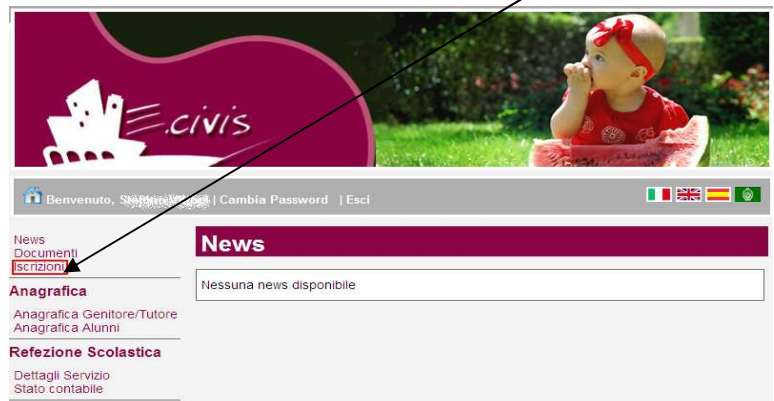 E.civis
Benvenuto, | Cambia Password | Esci
News
Documenti
Iscrizioni
Anagrafica
Anagrafica Genitore/Tutore
Anagrafica Alunni
Refezione Scolastica
Dettagli Servizio
Stato contabile
News
Nessuna news disponibile